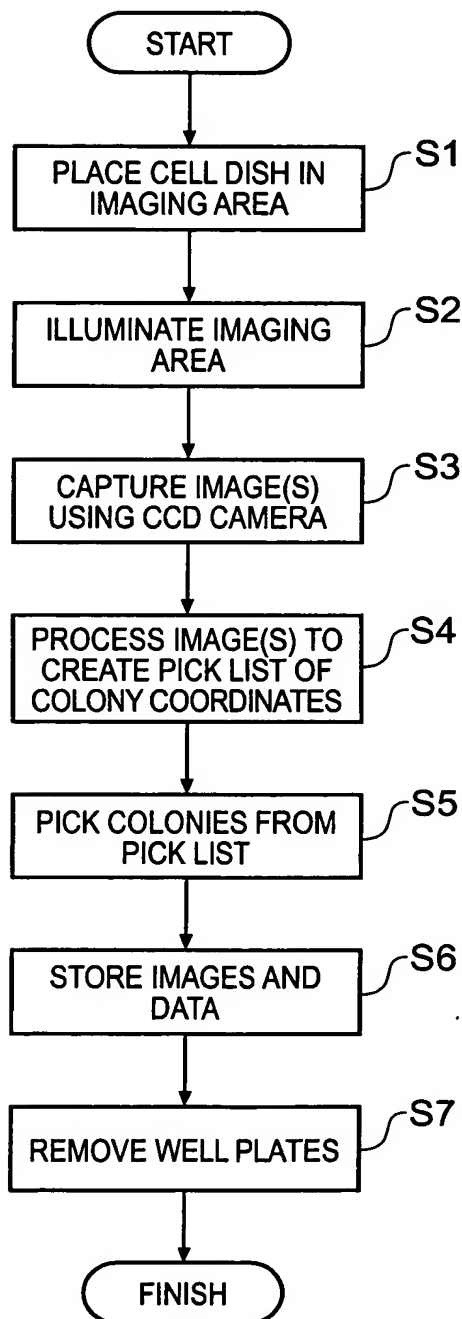 START
PLACE CELL DISH IN
IMAGING AREA
S1
ILLUMINATE IMAGING
AREA
S2
CAPTURE IMAGE(S)
USING CCD CAMERA
S3
PROCESS IMAGE(S) TO
CREATE PICK LIST OF
COLONY COORDINATES
S4
PICK COLONIES FROM
PICK LIST
S5
STORE IMAGES AND
DATA
S6
REMOVE WELL PLATES
S7
FINISH